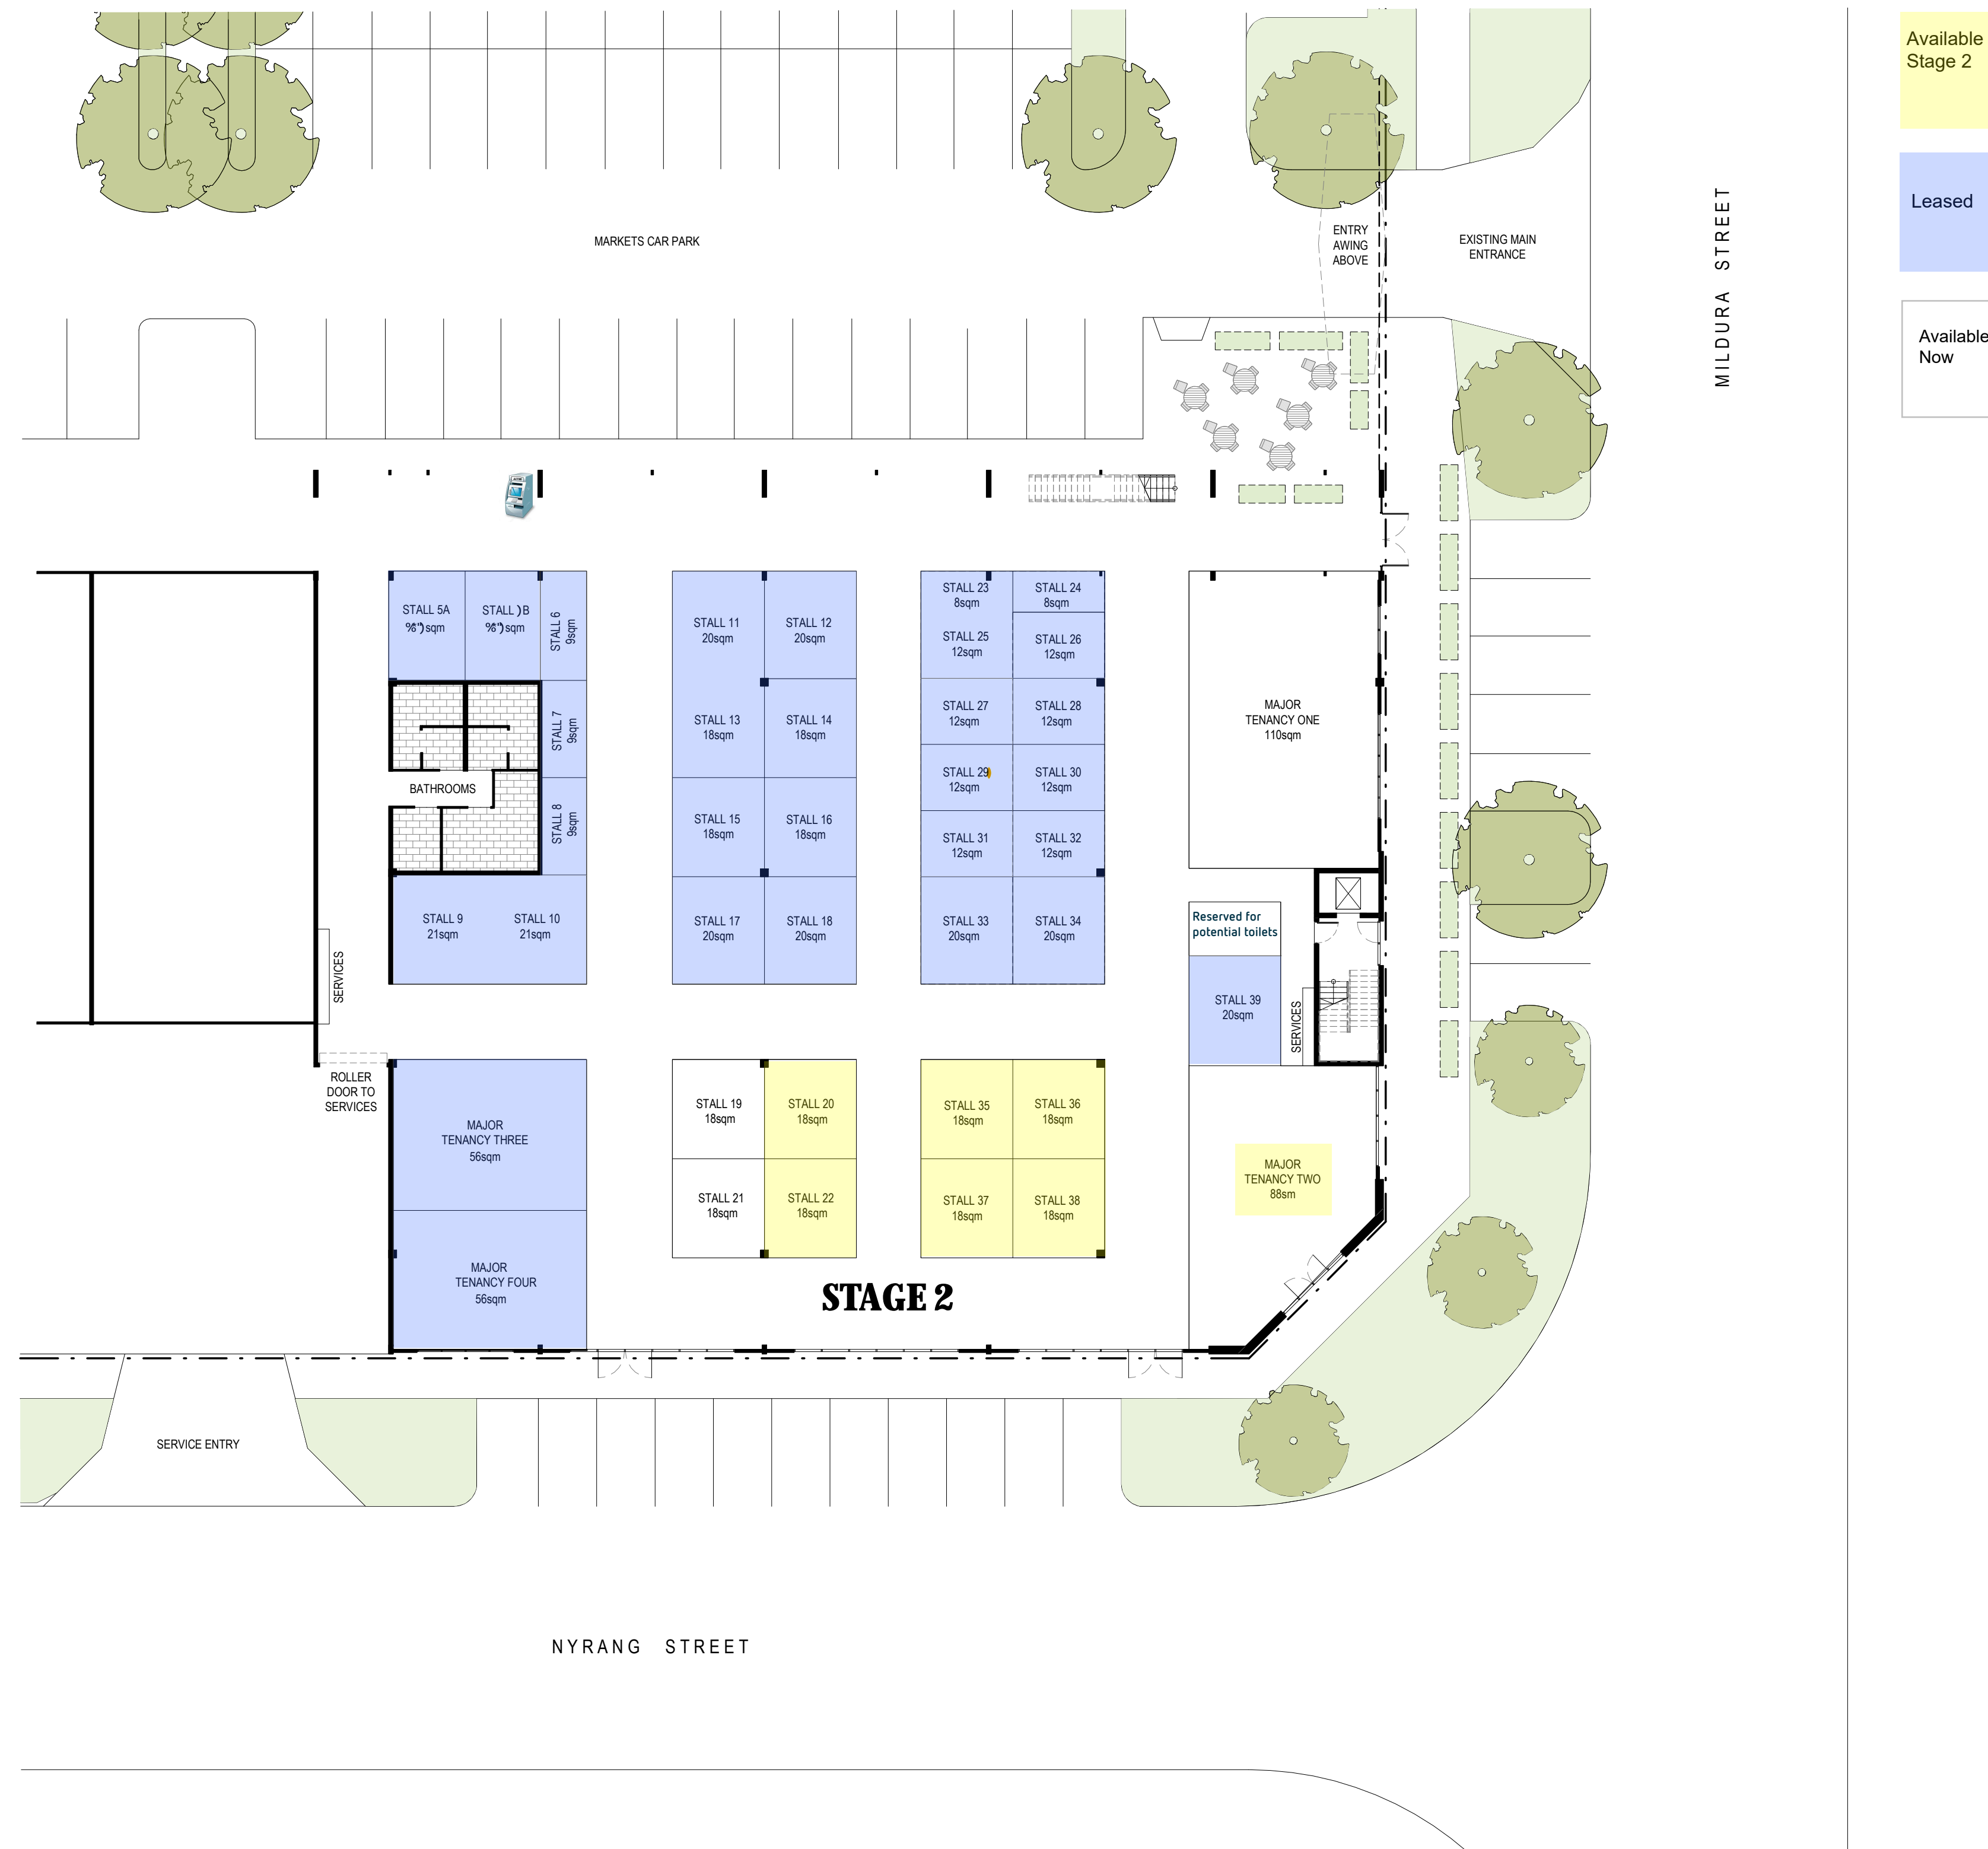 Available
Stage 2
Leased
Available
Now
MILDURA STREET
MARKETS CAR PARK
ENTRY
AWING
ABOVE
EXISTING MAIN
ENTRANCE
STALL 5A
sqm
STALL )B
sqm
STALL 6
9sqm
STALL 7
9sqm
STALL 8
9sqm
BATHROOMS
STALL 9
21sqm
STALL 10
21sqm
STALL 11
20sqm
STALL 12
20sqm
STALL 13
18sqm
STALL 14
18sqm
STALL 15
18sqm
STALL 16
18sqm
STALL 17
20sqm
STALL 18
20sqm
STALL 23
8sqm
STALL 24
8sqm
STALL 25
12sqm
STALL 26
12sqm
STALL 27
12sqm
STALL 28
12sqm
STALL 29
12sqm
STALL 30
12sqm
STALL 31
12sqm
STALL 32
12sqm
STALL 33
20sqm
STALL 34
20sqm
MAJOR
TENANCY ONE
110sqm
Reserved for
potential toilets
STALL 39
20sqm
SERVICES
SERVICES
ROLLER
DOOR TO
SERVICES
MAJOR
TENANCY THREE
56sqm
MAJOR
TENANCY FOUR
56sqm
STALL 19
18sqm
STALL 20
18sqm
STALL 21
18sqm
STALL 22
18sqm
STALL 35
18sqm
STALL 36
18sqm
STALL 37
18sqm
STALL 38
18sqm
MAJOR
TENANCY TWO
88sm
STAGE 2
SERVICE ENTRY
NYRANG STREET